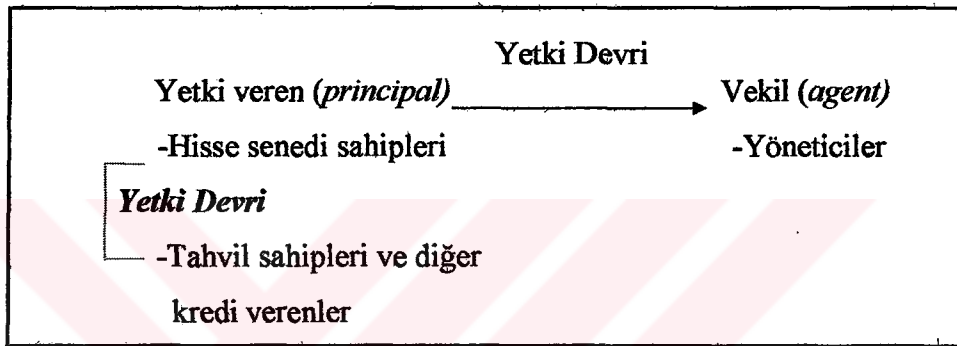 Yetki Devri
Yetki veren (principal) Vekil (agent)
-Hisse senedi sahipleri -Yöneticiler
Yetki Devri
-Tahvil sahipleri ve diğer
kredi verenler